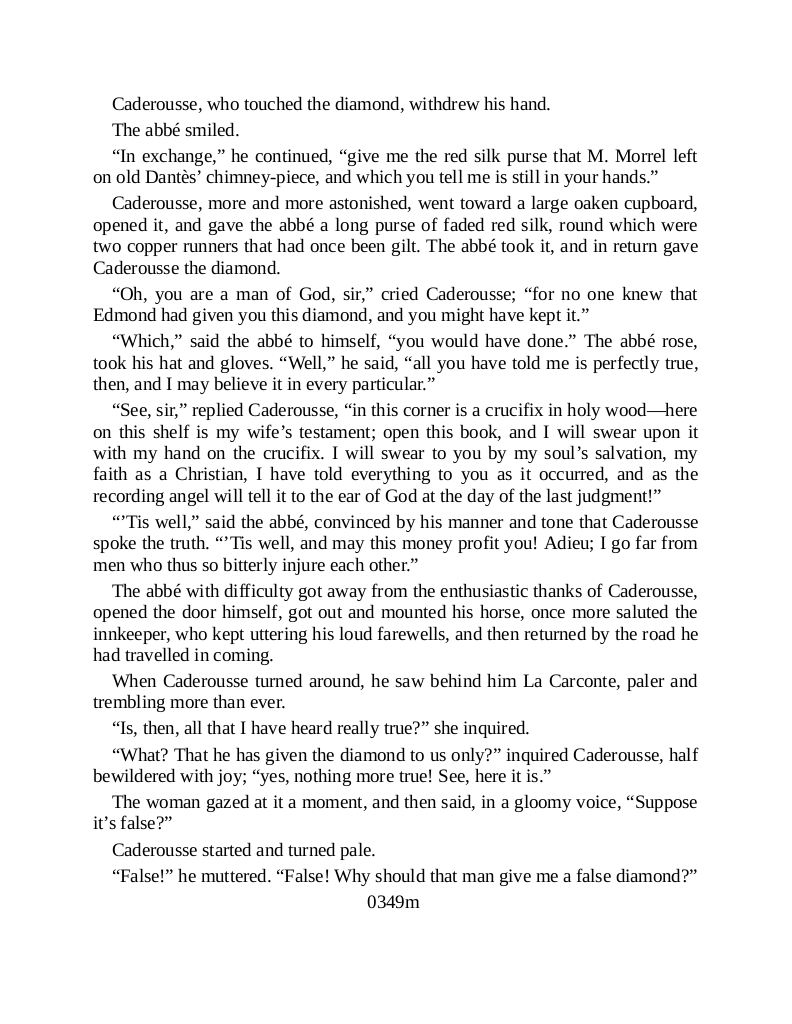 Caderousse, who touched the diamond, withdrew his hand.
The abbé smiled.
“In exchange,” he continued, “give me the red silk purse that M. Morrel left
on old Dantès’ chimney-piece, and which you tell me is still in your hands.”
Caderousse, more and more astonished, went toward a large oaken cupboard,
opened it, and gave the abbé a long purse of faded red silk, round which were
two copper runners that had once been gilt. The abbé took it, and in return gave
Caderousse the diamond.
“Oh, you are a man of God, sir,” cried Caderousse; “for no one knew that
Edmond had given you this diamond, and you might have kept it.”
“Which,” said the abbé to himself, “you would have done.” The abbé rose,
took his hat and gloves. “Well,” he said, “all you have told me is perfectly true,
then, and I may believe it in every particular.”
“See, sir,” replied Caderousse, “in this corner is a crucifix in holy wood—here
on this shelf is my wife’s testament; open this book, and I will swear upon it
with my hand on the crucifix. I will swear to you by my soul’s salvation, my
faith as a Christian, I have told everything to you as it occurred, and as the
recording angel will tell it to the ear of God at the day of the last judgment!”
“’Tis well,” said the abbé, convinced by his manner and tone that Caderousse
spoke the truth. “’Tis well, and may this money profit you! Adieu; I go far from
men who thus so bitterly injure each other.”
The abbé with difficulty got away from the enthusiastic thanks of Caderousse,
opened the door himself, got out and mounted his horse, once more saluted the
innkeeper, who kept uttering his loud farewells, and then returned by the road he
had travelled in coming.
When Caderousse turned around, he saw behind him La Carconte, paler and
trembling more than ever.
“Is, then, all that I have heard really true?” she inquired.
“What? That he has given the diamond to us only?” inquired Caderousse, half
bewildered with joy; “yes, nothing more true! See, here it is.”
The woman gazed at it a moment, and then said, in a gloomy voice, “Suppose
it’s false?”
Caderousse started and turned pale.
“False!” he muttered. “False! Why should that man give me a false diamond?”
0349m